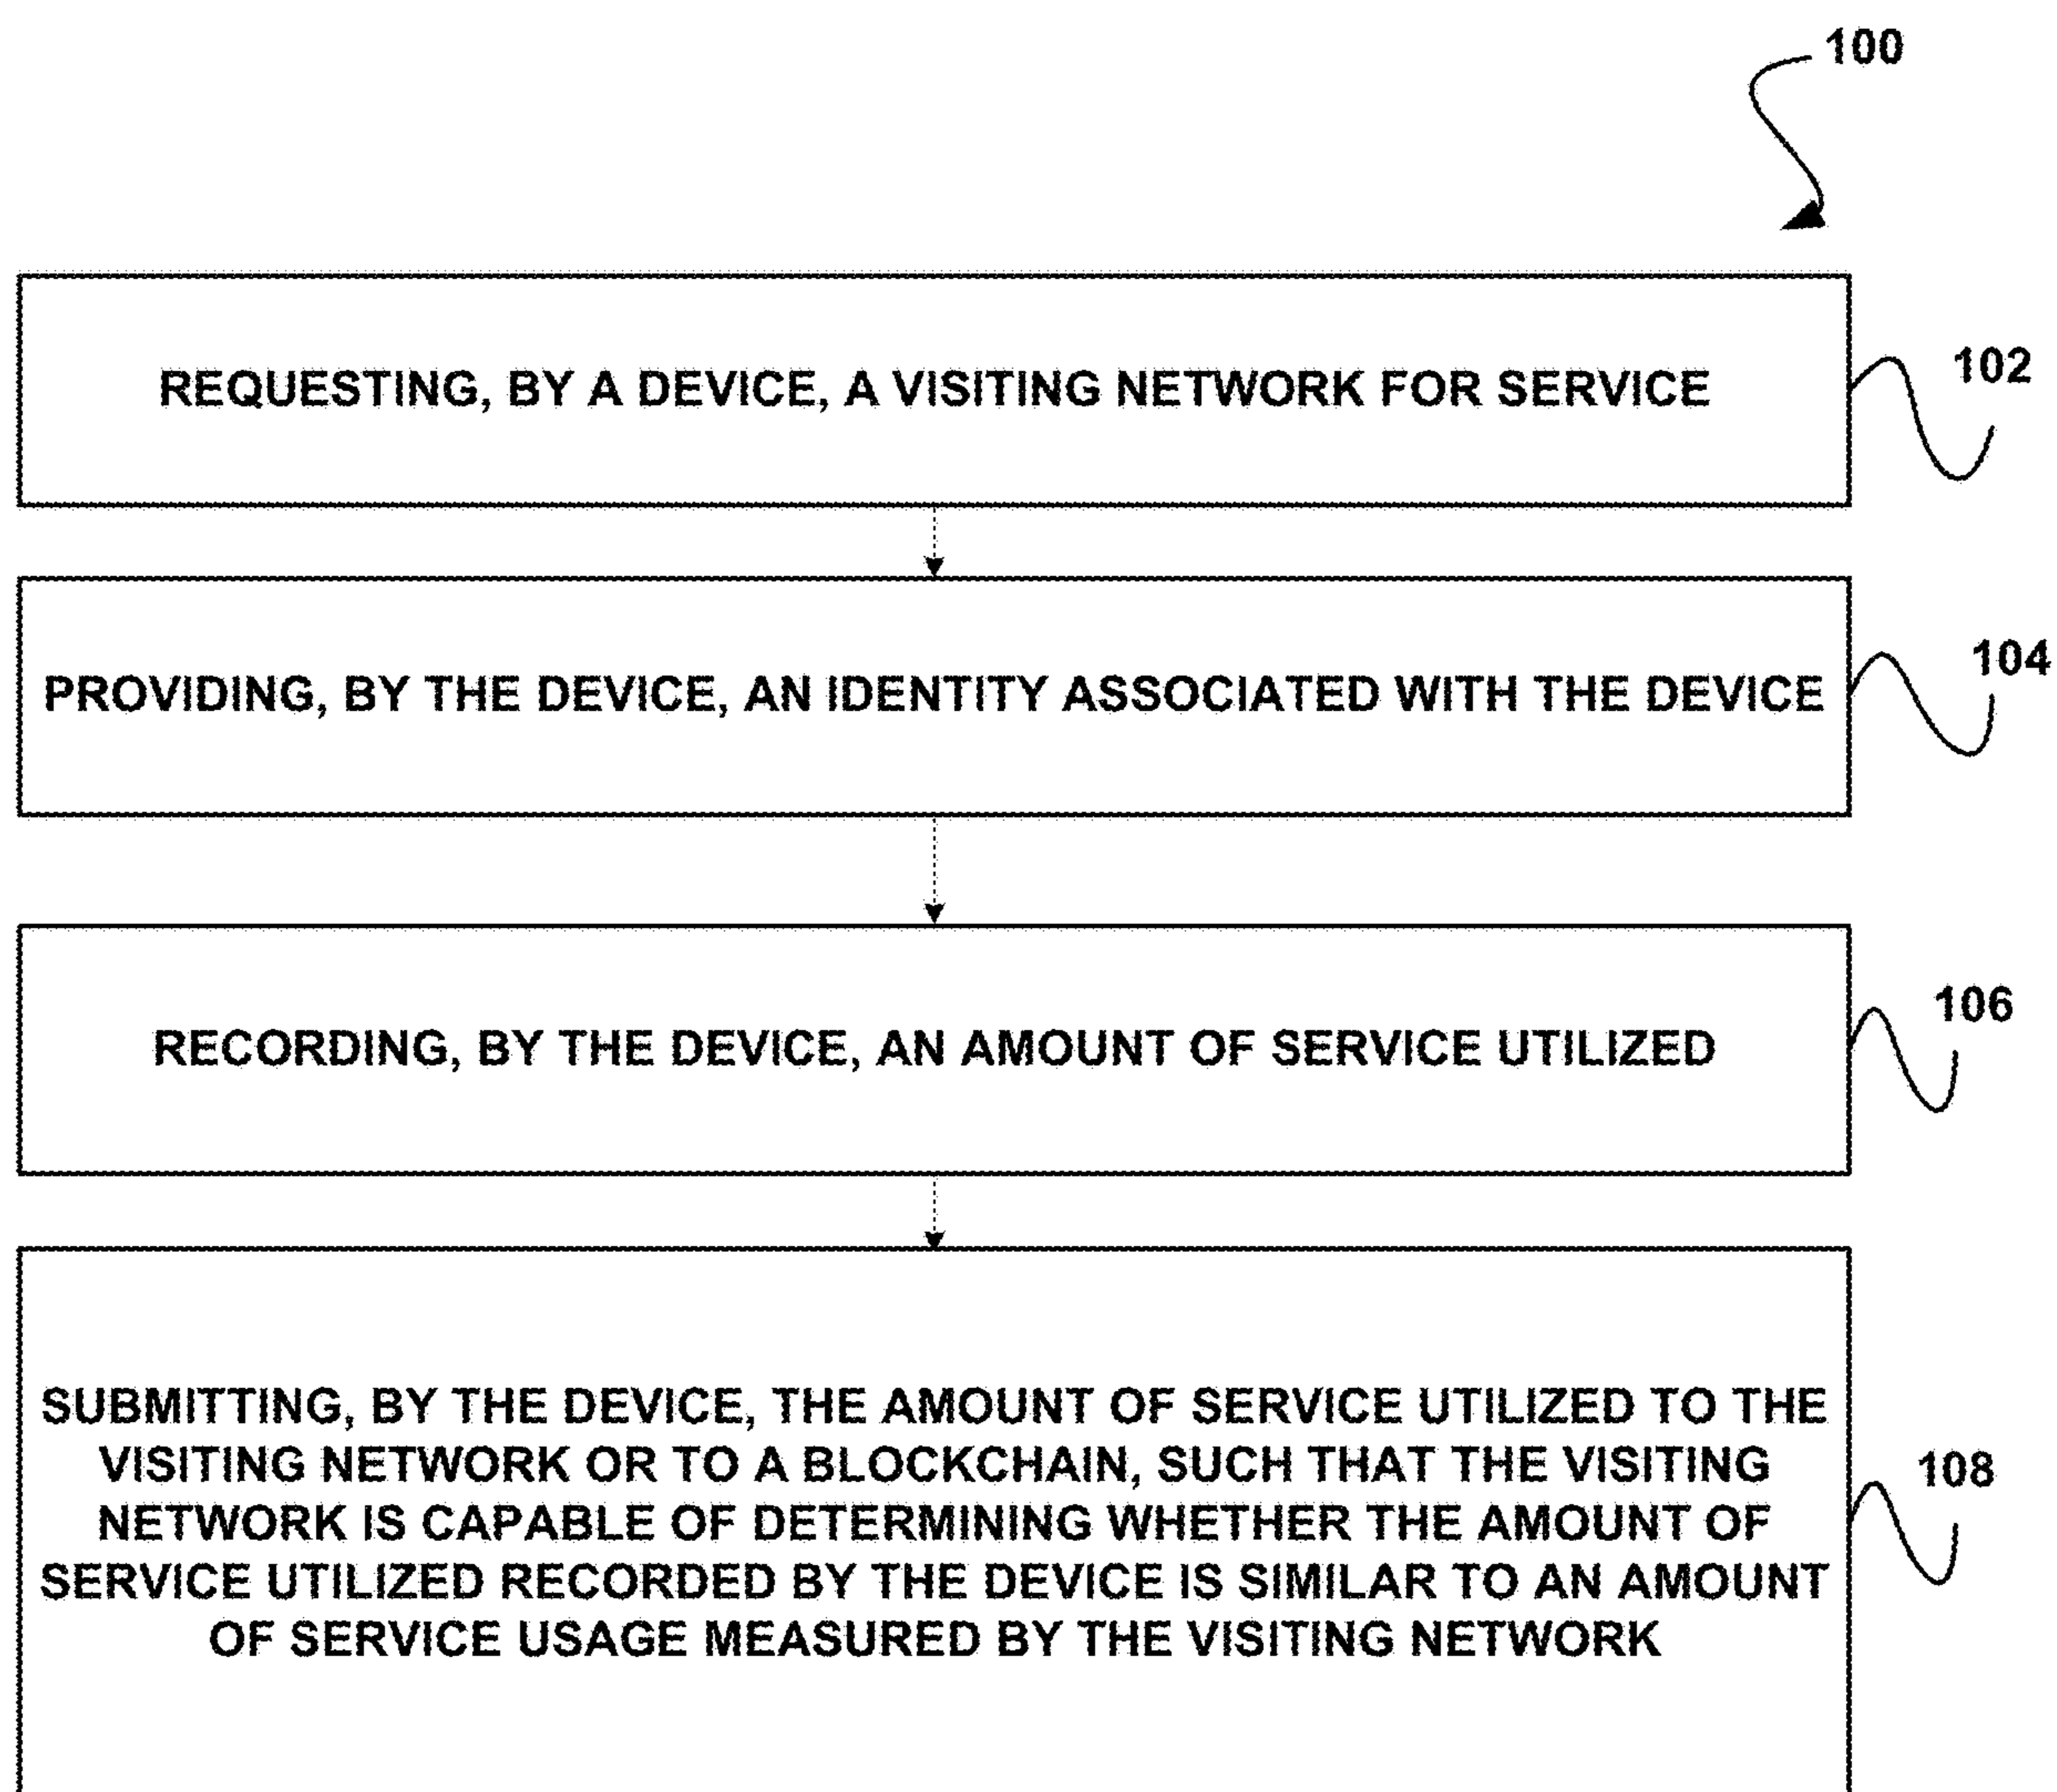 100
REQUESTING, BY A DEVICE, A VISITING NETWORK FOR SERVICE
102
PROVIDING, BY THE DEVICE, AN IDENTITY ASSOCIATED WITH THE DEVICE
104
RECORDING, BY THE DEVICE, AN AMOUNT OF SERVICE UTILIZED
106
SUBMITTING, BY THE DEVICE, THE AMOUNT OF SERVICE UTILIZED TO THE
VISITING NETWORK OR TO A BLOCKCHAIN, SUCH THAT THE VISITING
NETWORK IS CAPABLE OF DETERMINING WHETHER THE AMOUNT OF
SERVICE UTILIZED RECORDED BY THE DEVICE IS SIMILAR TO AN AMOUNT
OF SERVICE USAGE MEASURED BY THE VISITING NETWORK
108